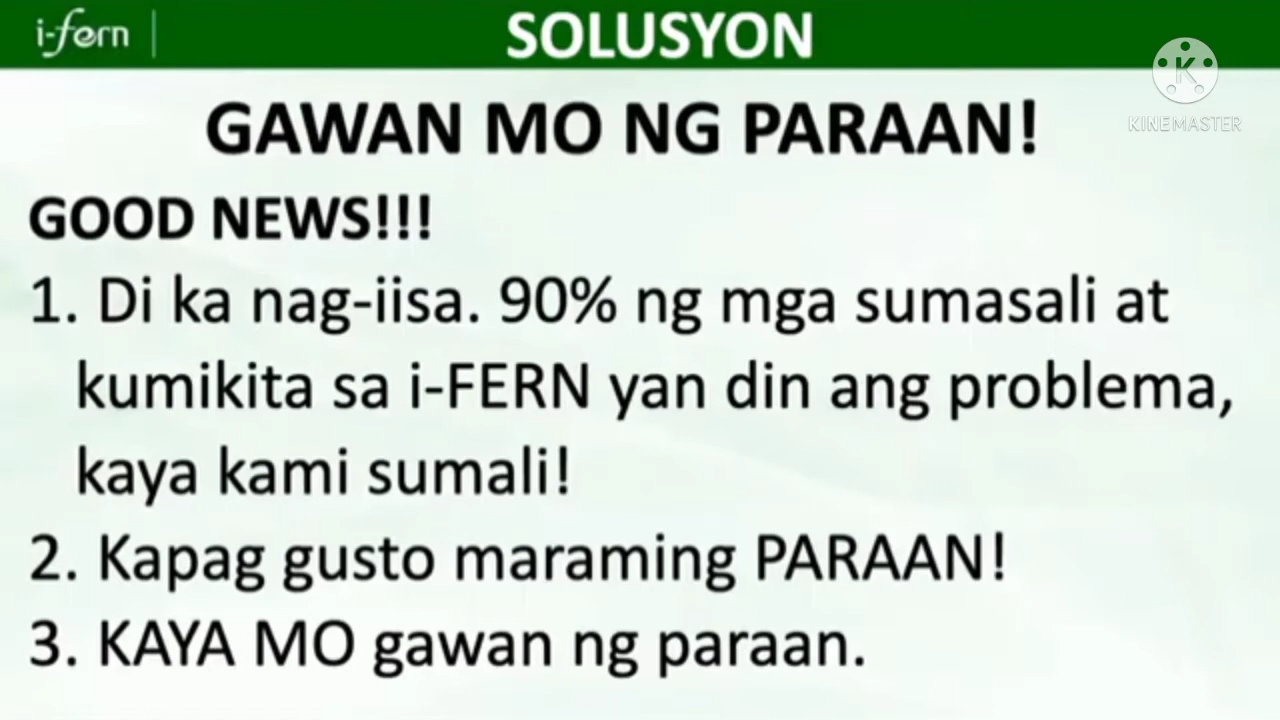 i-fern
SOLUSYON
KINEMASTER
GAWAN MO NG PARAAN!
GOOD NEWS!!!
1. Di ka nag-iisa. 90% ng mga sumasali at
kumikita sa i-FERN yan din ang problema,
kaya kami sumali!
2. Kapag gusto maraming PARAAN!
3. KAYA MO gawan ng paraan.